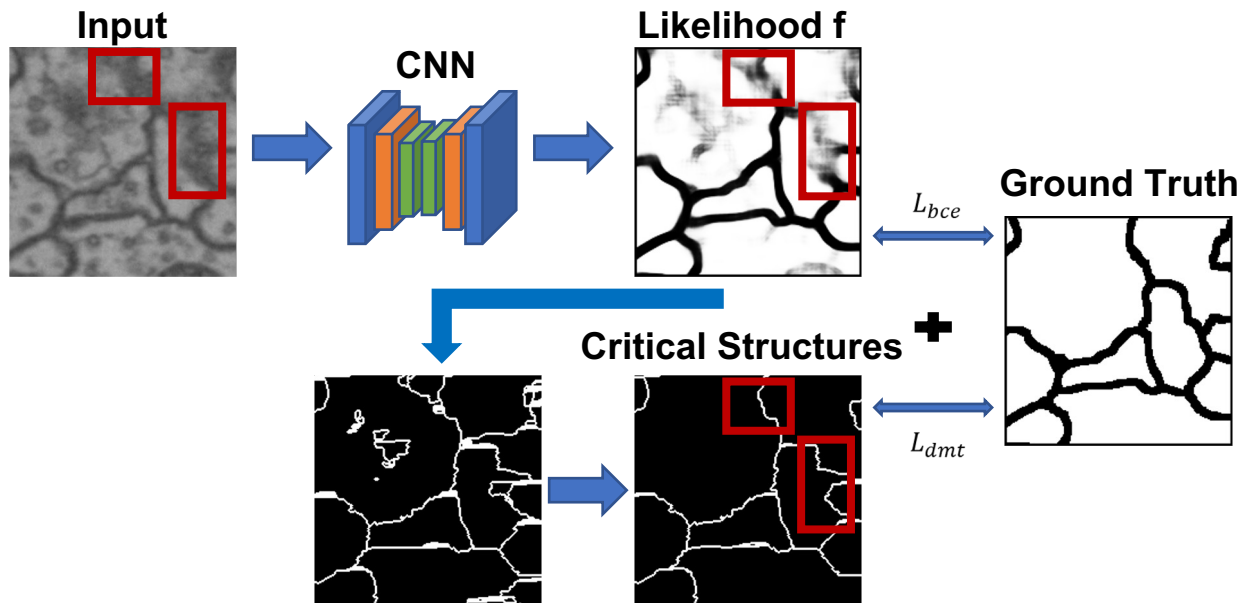 Input
CNN
Likelihood f
Ground Truth
L_bce
Critical Structures
+
L_dmt